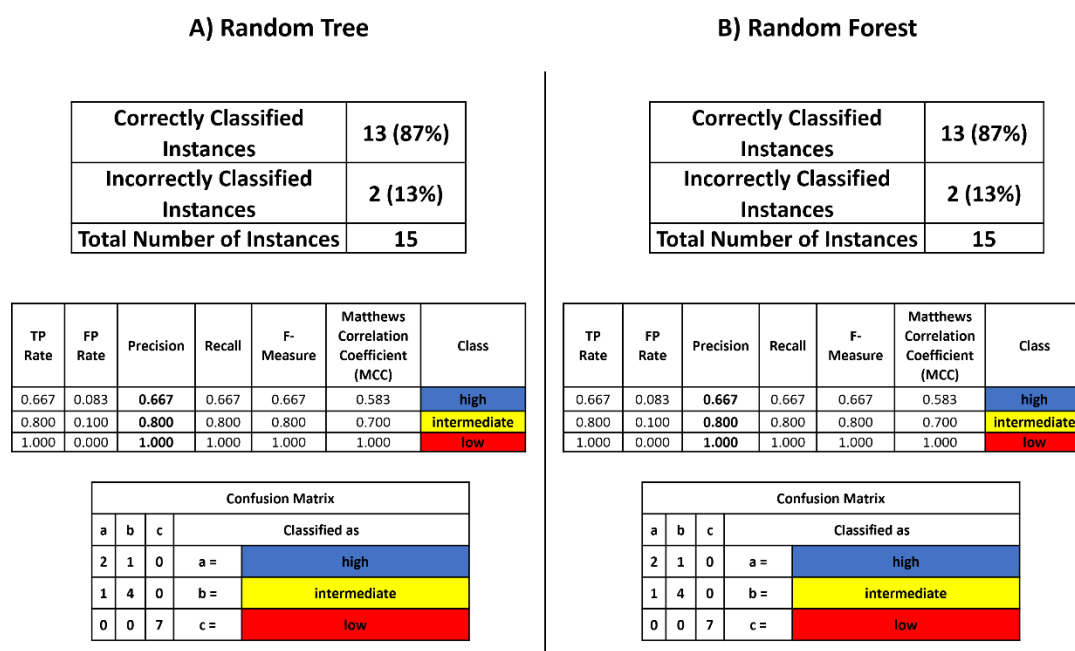 A) Random Tree
Correctly Classified
Instances
13 (87%)
Incorrectly Classified
Instances
2 (13%)
Total Number of Instances 15
TP
Rate
FP
Rate
Precision
Recall
F-
Measure
Matthews
Correlation
Coefficient
(MCC)
Class
0.667 0.083 0.667 0.667 0.667 0.583 high
0.800 0.100 0.800 0.800 0.800 0.700 intermediate
1.000 0.000 1.000 1.000 1.000 1.000 low
Confusion Matrix
a b c Classified as
2 1 0 a = high
1 4 0 b = intermediate
0 0 7 c = low
B) Random Forest
Correctly Classified
Instances
13 (87%)
Incorrectly Classified
Instances
2 (13%)
Total Number of Instances 15
TP
Rate
FP
Rate
Precision
Recall
F-
Measure
Matthews
Correlation
Coefficient
(MCC)
Class
0.667 0.083 0.667 0.667 0.667 0.583 high
0.800 0.100 0.800 0.800 0.800 0.700 intermediate
1.000 0.000 1.000 1.000 1.000 1.000 low
Confusion Matrix
a b c Classified as
2 1 0 a = high
1 4 0 b = intermediate
0 0 7 c = low